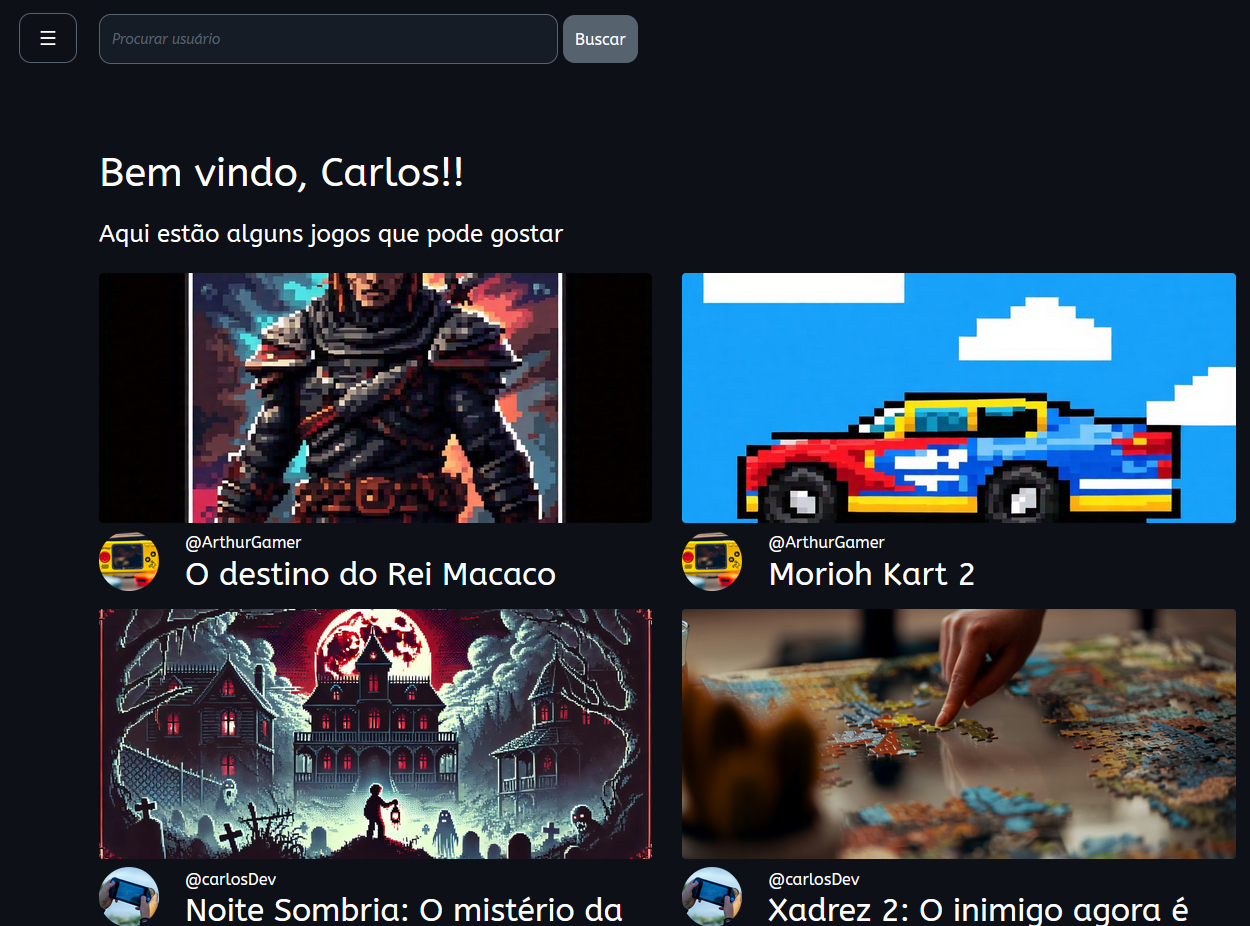 ☰
Procurar usuário
Buscar
Bem vindo, Carlos!!
Aqui estão alguns jogos que pode gostar
@ArthurGamer
O destino do Rei Macaco
@ArthurGamer
Morioh Kart 2
@carlosDev
Noite Sombria: O mistério da
@carlosDev
Xadrez 2: O inimigo agora é